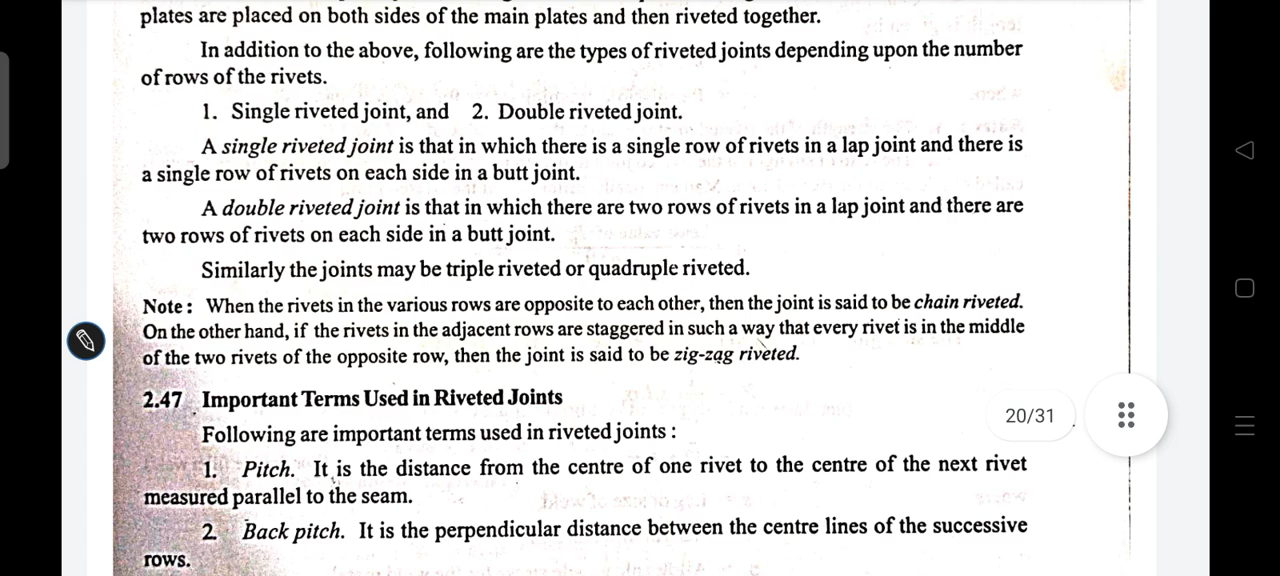 plates are placed on both sides of the main plates and then riveted together.
In addition to the above, following are the types of riveted joints depending upon the number
of rows of the rivets.
1. Single riveted joint, and 2. Double riveted joint.
A single riveted joint is that in which there is a single row of rivets in a lap joint and there is
a single row of rivets on each side in a butt joint.
A double riveted joint is that in which there are two rows of rivets in a lap joint and there are
two rows of rivets on each side in a butt joint.
Similarly the joints may be triple riveted or quadruple riveted.
Note : When the rivets in the various rows are opposite to each other, then the joint is said to be chain riveted.
On the other hand, if the rivets in the adjacent rows are staggered in such a way that every rivet is in the middle
of the two rivets of the opposite row, then the joint is said to be zig-zag riveted.
2.47 Important Terms Used in Riveted Joints
20/31
Following are important terms used in riveted joints :
1. Pitch. It is the distance from the centre of one rivet to the centre of the next rivet
measured parallel to the seam.
2. Back pitch. It is the perpendicular distance between the centre lines of the successive
rows.